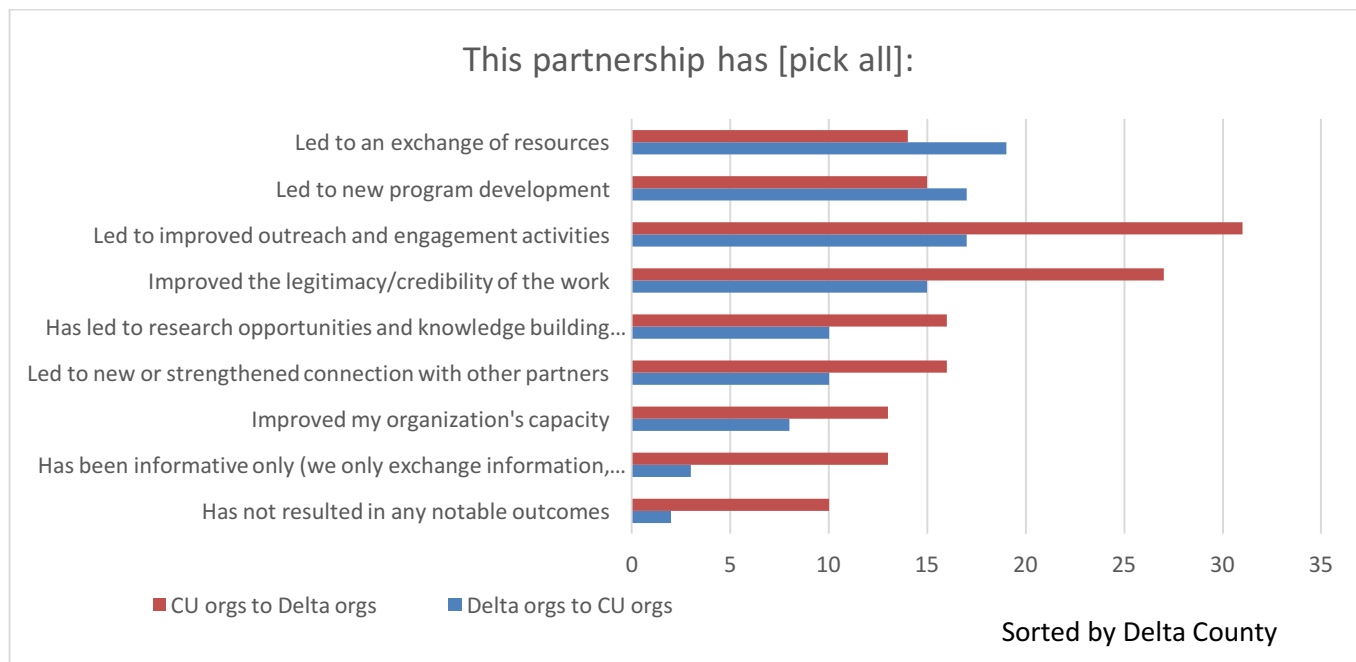 This partnership has [pick all]:
Led to an exchange of resources
Led to new program development
Led to improved outreach and engagement activities
Improved the legitimacy/credibility of the work
Has led to research opportunities and knowledge building...
Led to new or strengthened connection with other partners
Improved my organization's capacity
Has been informative only (we only exchange information,...
Has not resulted in any notable outcomes
0 5 10 15 20 25 30 35
CU orgs to Delta orgs Delta orgs to CU orgs
Sorted by Delta County